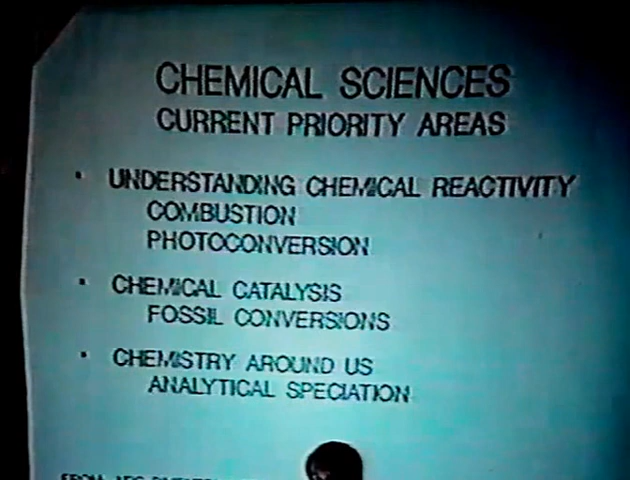 CHEMICAL SCIENCES
CURRENT PRIORITY AREAS
• UNDERSTANDING CHEMICAL REACTIVITY
COMBUSTION
PHOTOCONVERSION
• CHEMICAL CATALYSIS
FOSSIL CONVERSIONS
• CHEMISTRY AROUND US
ANALYTICAL SPECIATION
FROM